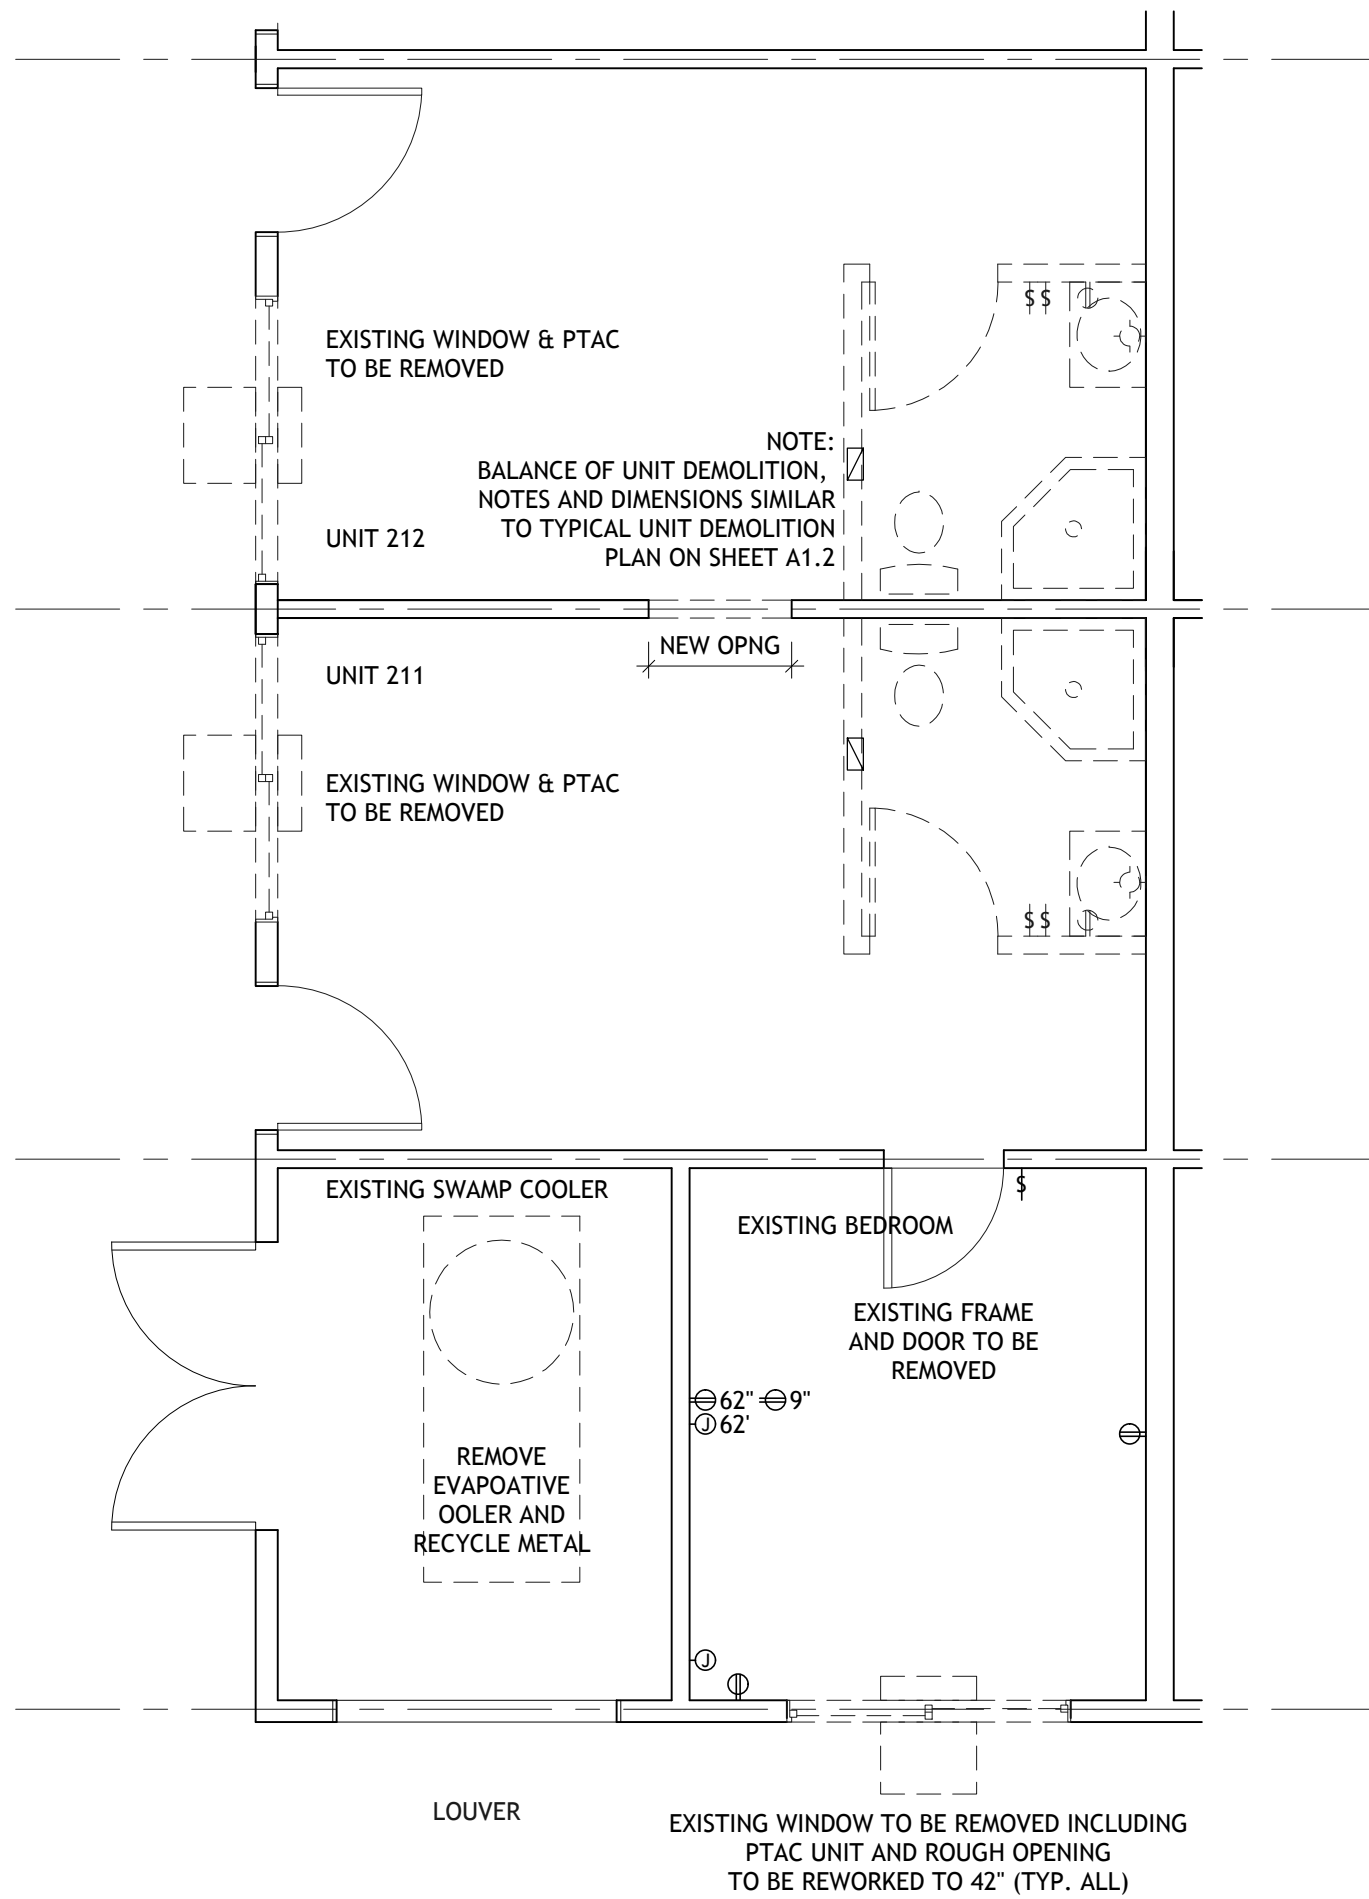 $ $
EXISTING WINDOW & PTAC
TO BE REMOVED
NOTE:
BALANCE OF UNIT DEMOLITION,
NOTES AND DIMENSIONS SIMILAR
TO TYPICAL UNIT DEMOLITION
PLAN ON SHEET A1.2
UNIT 212
NEW OPNG
UNIT 211
EXISTING WINDOW & PTAC
TO BE REMOVED
$ $
EXISTING SWAMP COOLER
$
EXISTING BEDROOM
EXISTING FRAME
AND DOOR TO BE
REMOVED
62" 9"
J 62'
REMOVE
EVAPOATIVE
OOLER AND
RECYCLE METAL
J
LOUVER
EXISTING WINDOW TO BE REMOVED INCLUDING
PTAC UNIT AND ROUGH OPENING
TO BE REWORKED TO 42" (TYP. ALL)